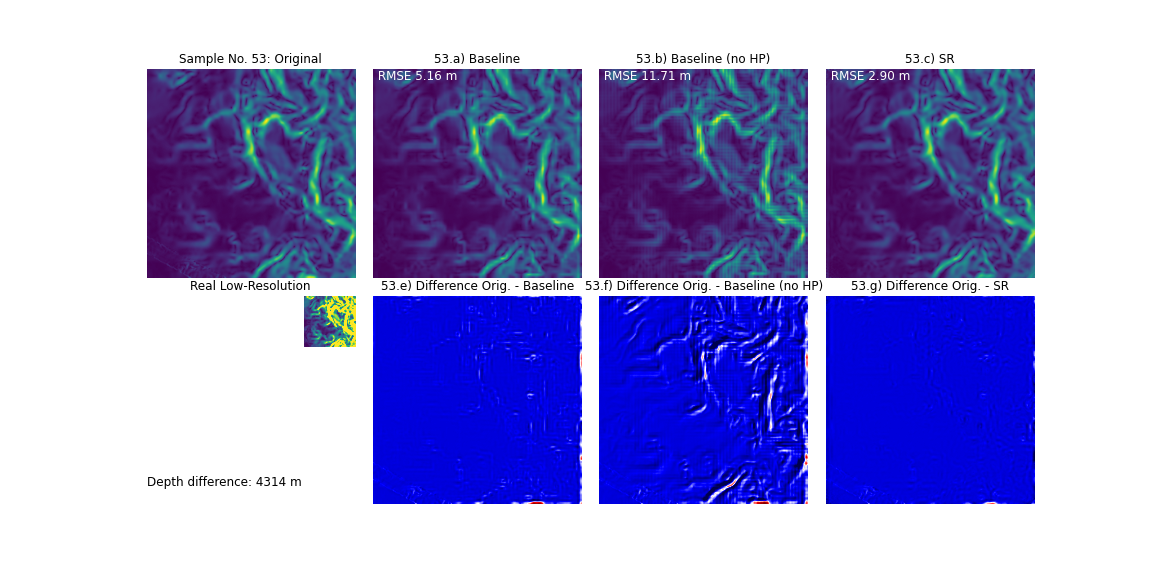 Sample No. 53: Original
53.a) Baseline
53.b) Baseline (no HP)
53.c) SR
RMSE 5.16 m
RMSE 11.71 m
RMSE 2.90 m
Real Low-Resolution
53.e) Difference Orig. - Baseline
53.f) Difference Orig. - Baseline (no HP)
53.g) Difference Orig. - SR
Depth difference: 4314 m